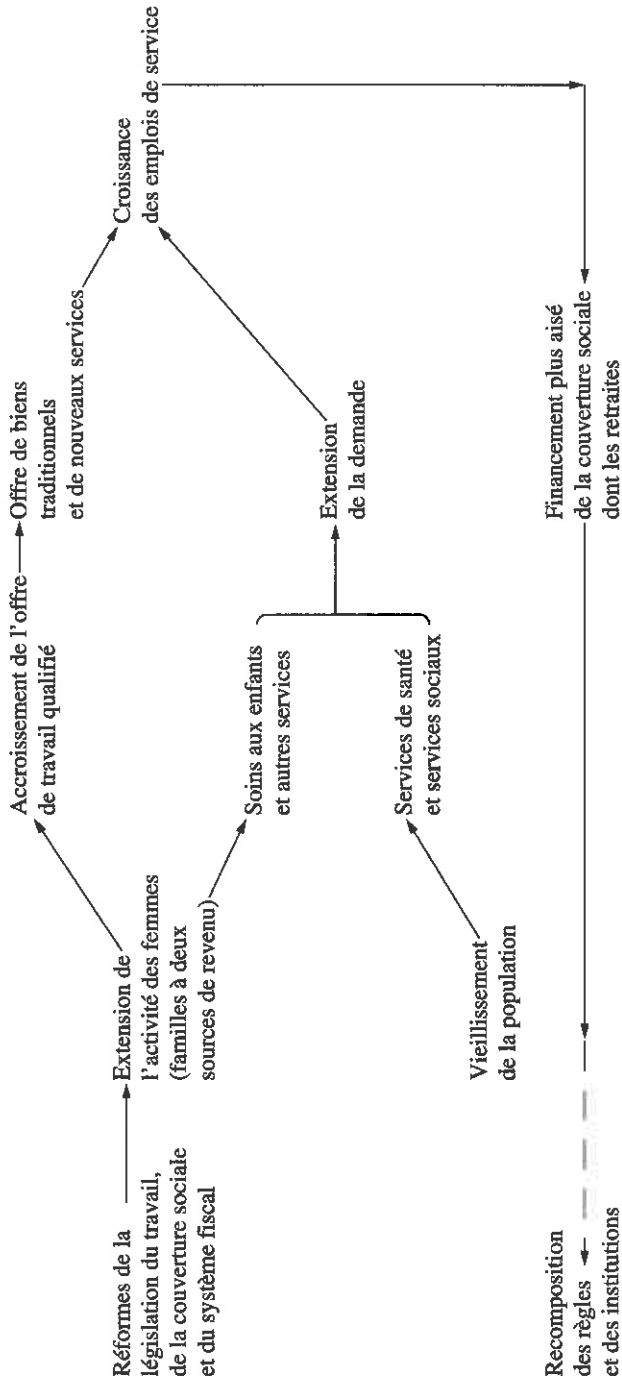 Réformes de la
législation du travail,
de la couverture sociale
et du système fiscal
Extension de
l'activité des femmes
(familles à deux
sources de revenu)
Accroissement de l'offre
de travail qualifié
Offre de biens
traditionnels
et de nouveaux services
Croissance
des emplois de service
Soins aux enfants
et autres services
Extension
de la demande
Vieillissement
de la population
Services de santé
et services sociaux
Financement plus aisé
de la couverture sociale
dont les retraites
Recomposition
des règles
et des institutions